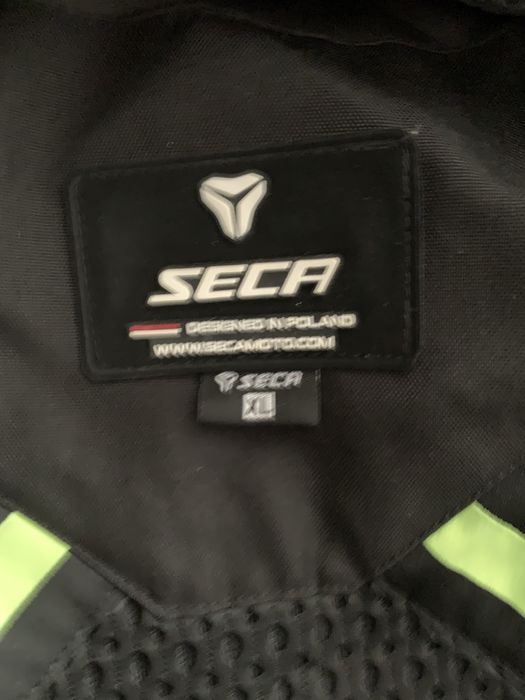 SECA
DESIGNED IN POLAND
WWW.SECAMOTO.COM
SECA
XL